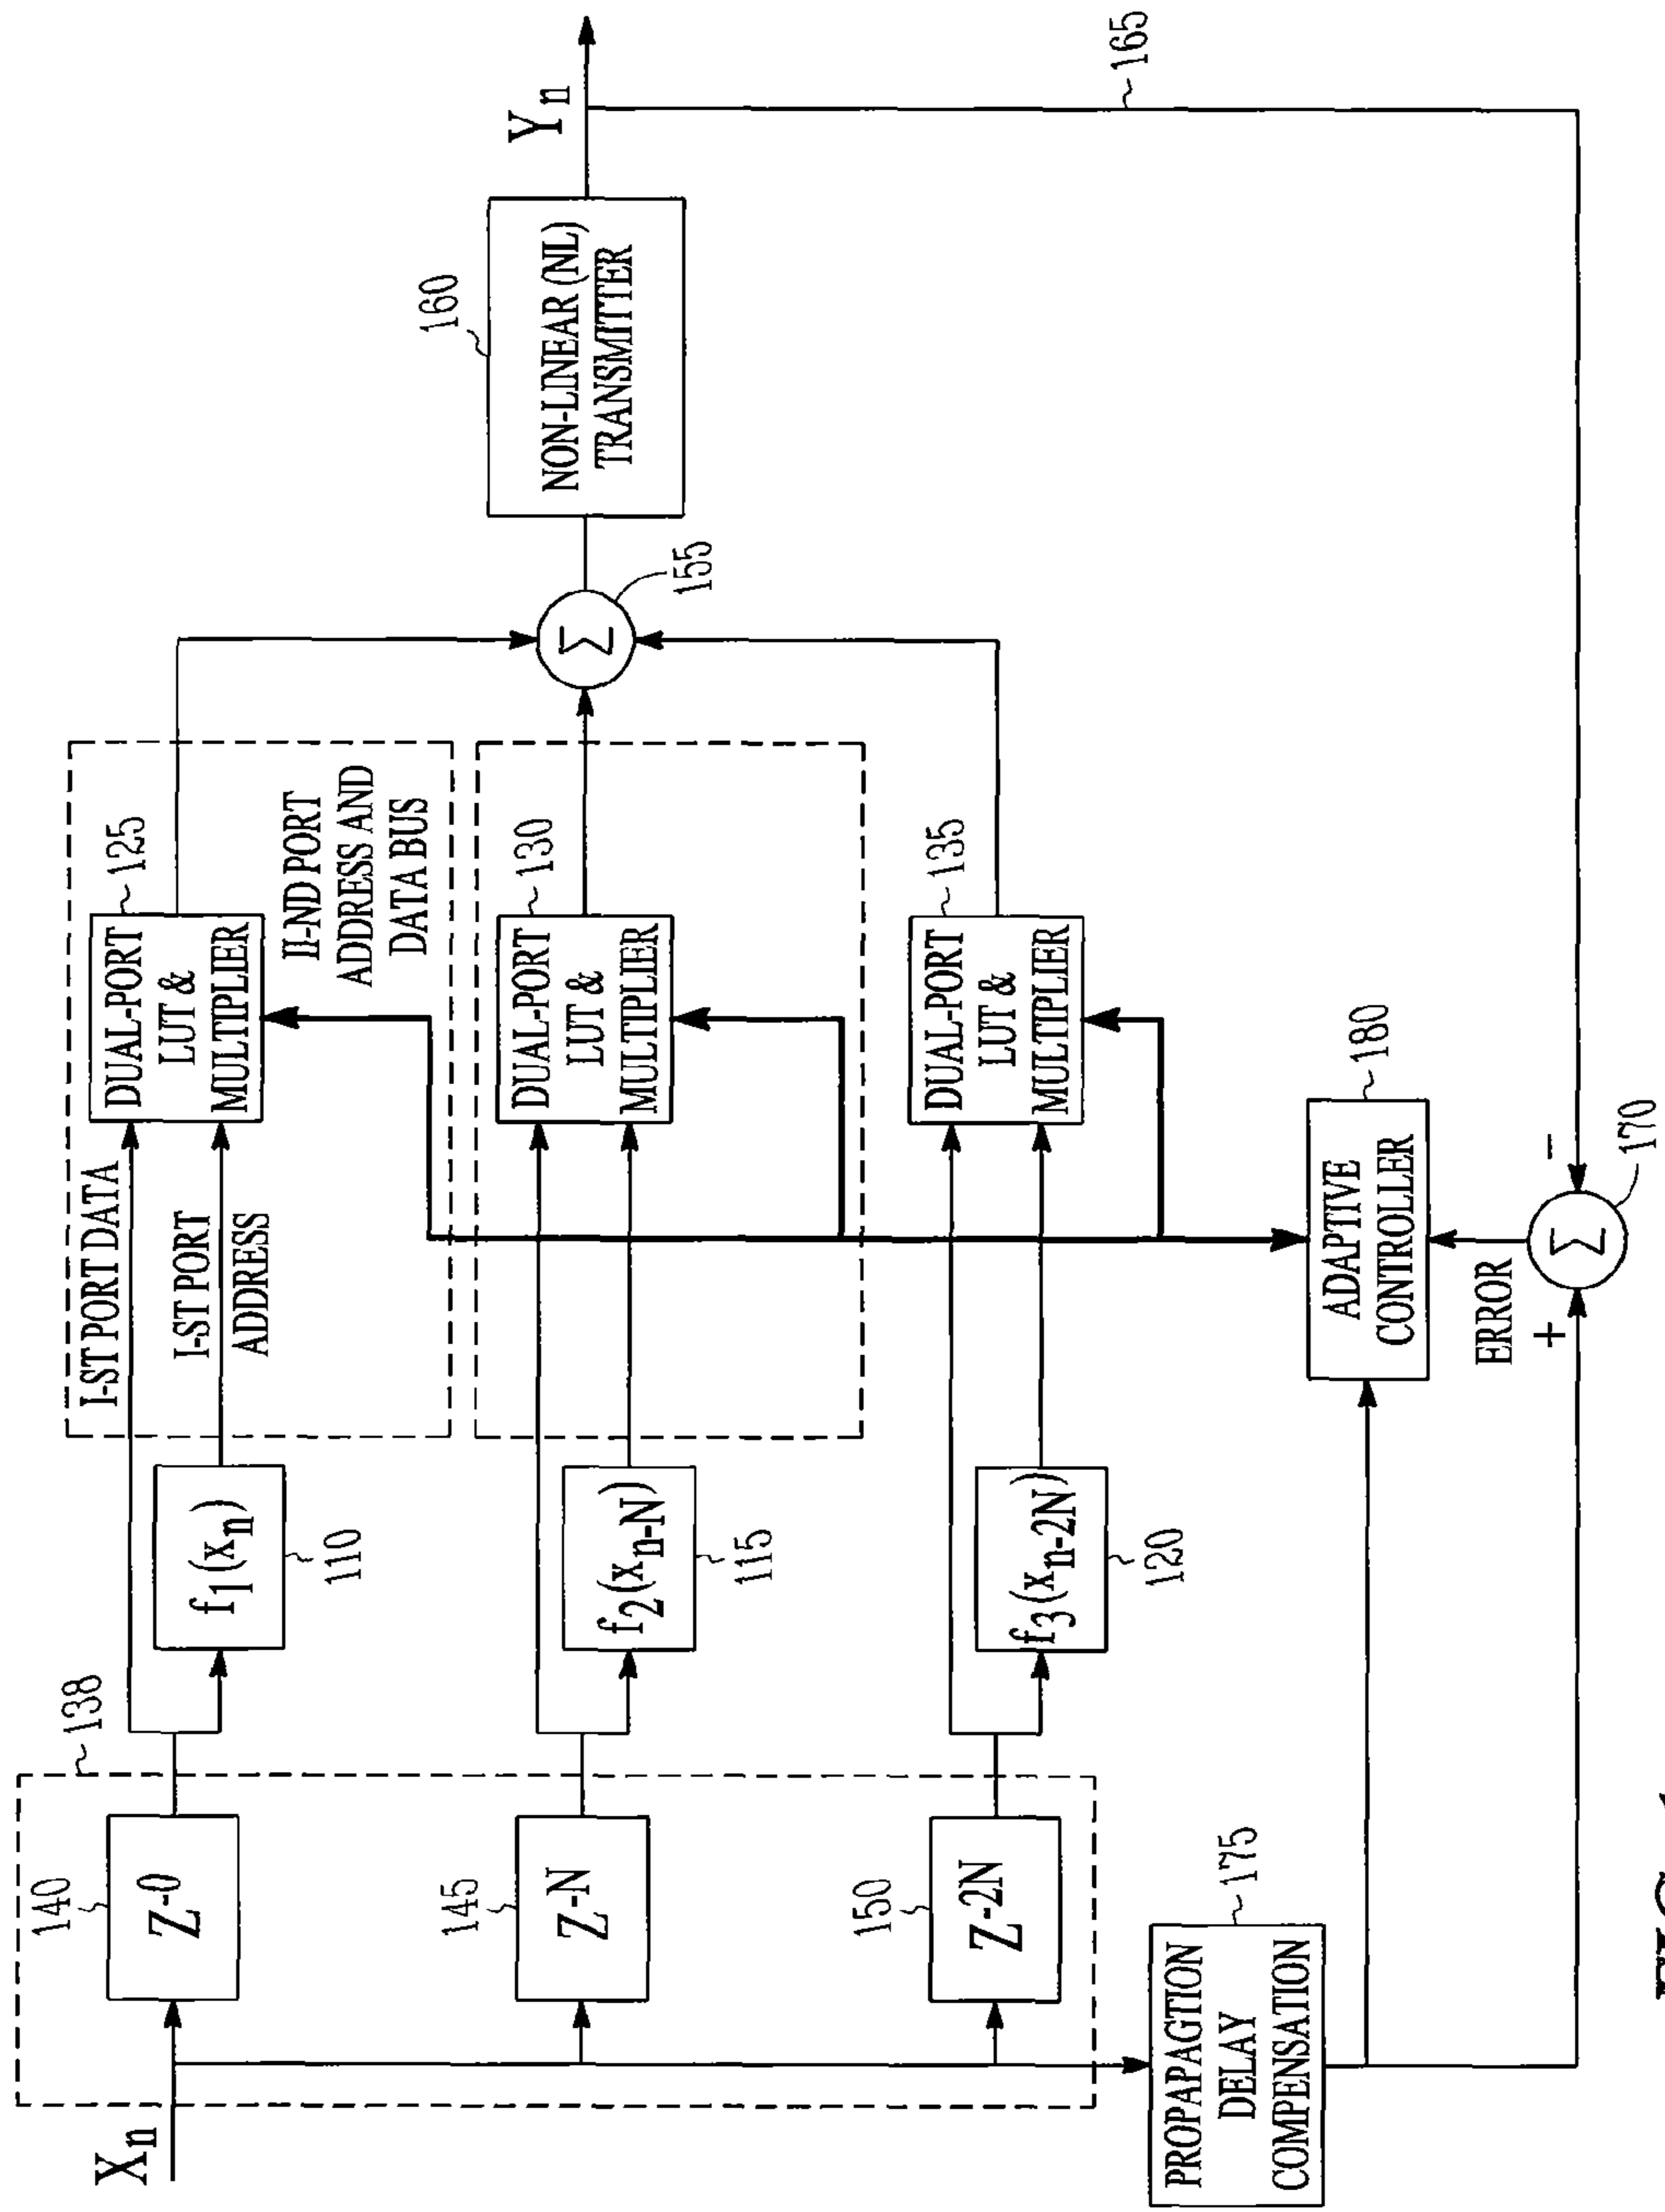 Xn
140
Z-0
145
Z-N
150
Z-2N
138
PROPAPAGTION
DELAY
COMPENSATION
175
f1(xn)
110
f2(xn-N)
115
f3(xn-2N)
120
I-ST PORT DATA
I-ST PORT
ADDRESS
DUAL-PORT
LUT &
MULTIPLIER
125
II-ND PORT
ADDRESS AND
DATA BUS
DUAL-PORT
LUT &
MULTIPLIER
130
DUAL-PORT
LUT &
MULTIPLIER
135
ADAPTIVE
CONTROLLER
180
ERROR
+
-
Σ
170
Σ
155
NON-LINEAR (NL)
TRANSMITTER
160
Yn
165